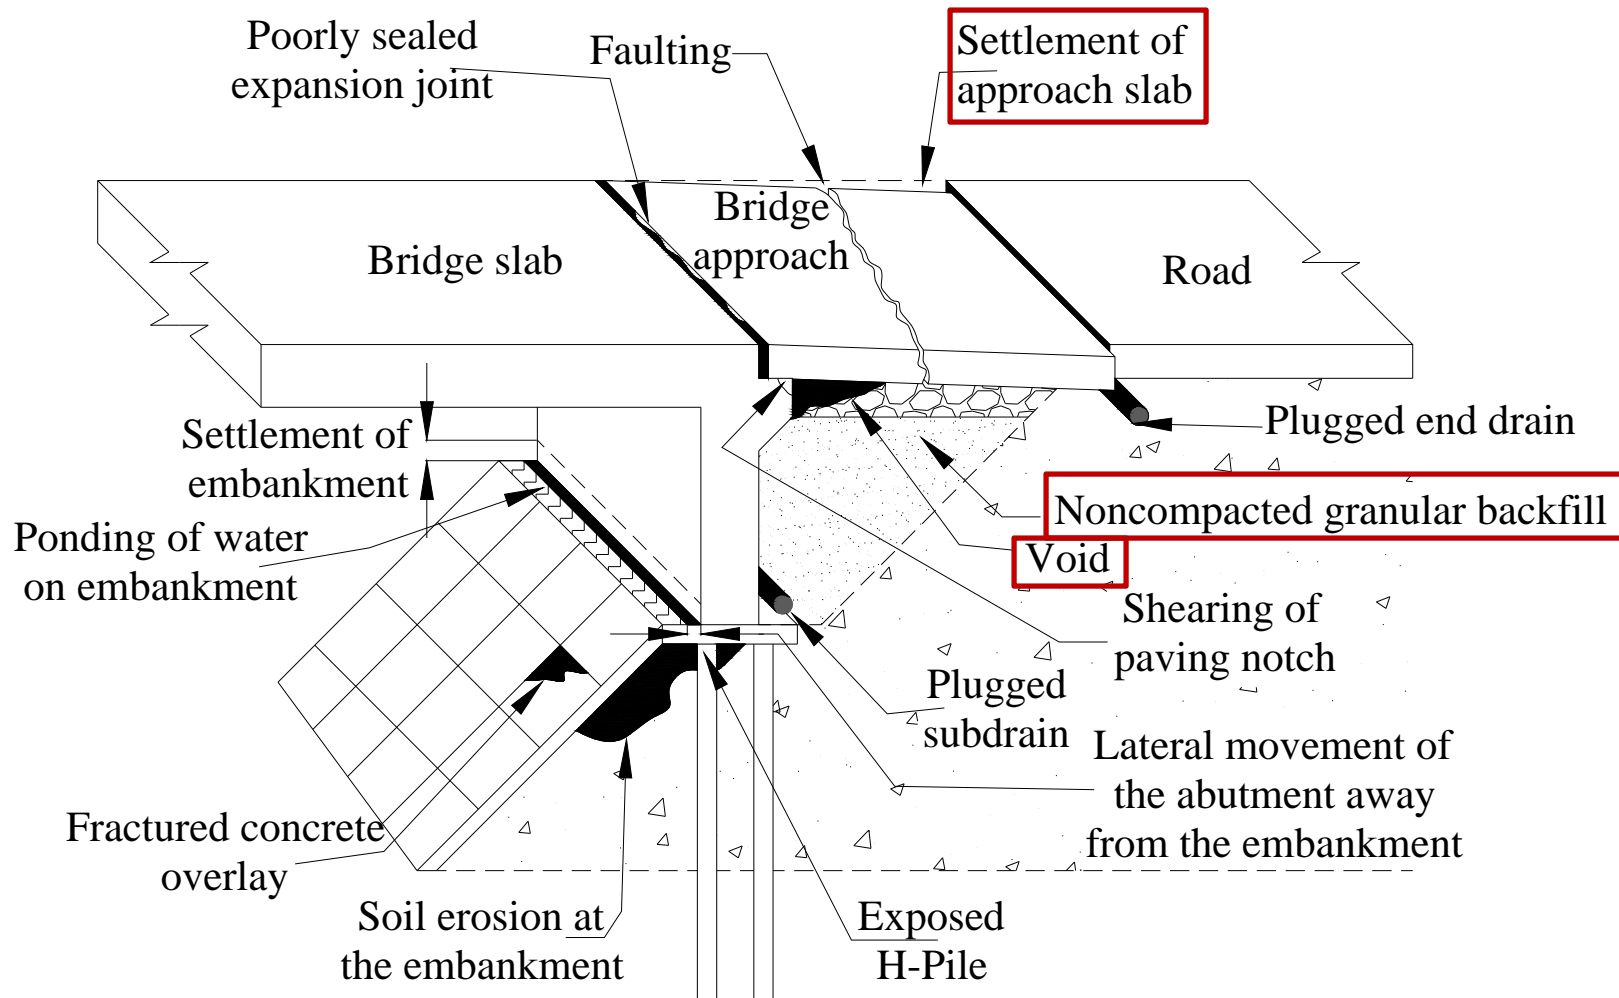 Poorly sealed
expansion joint
Faulting
Settlement of
approach slab
Bridge slab
Bridge
approach
Road
Settlement of
embankment
Plugged end drain
Ponding of water
on embankment
Noncompacted granular backfill
Void
Shearing of
paving notch
Plugged
subdrain
Lateral movement of
the abutment away
from the embankment
Fractured concrete
overlay
Soil erosion at
the embankment
Exposed
H-Pile